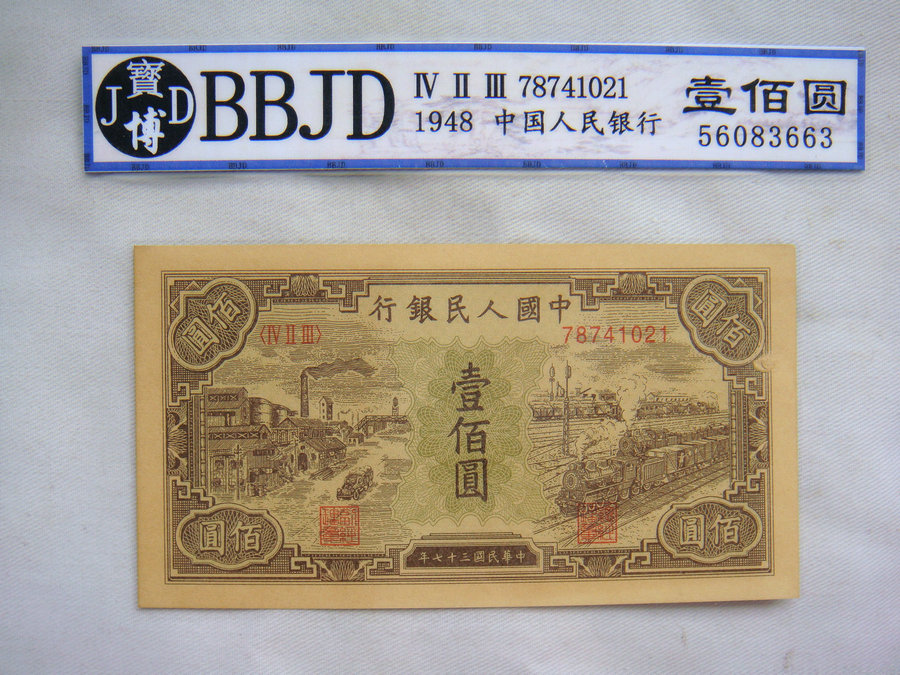 寶博
JD
BBJD
Ⅳ Ⅱ Ⅲ 78741021
1948 中国人民银行
壹佰圆
56083663
行銀民人國中
〈Ⅳ Ⅱ Ⅲ〉
78741021
圓佰
圓佰
壹佰圓
圓佰
圓佰
年七十三國民華中